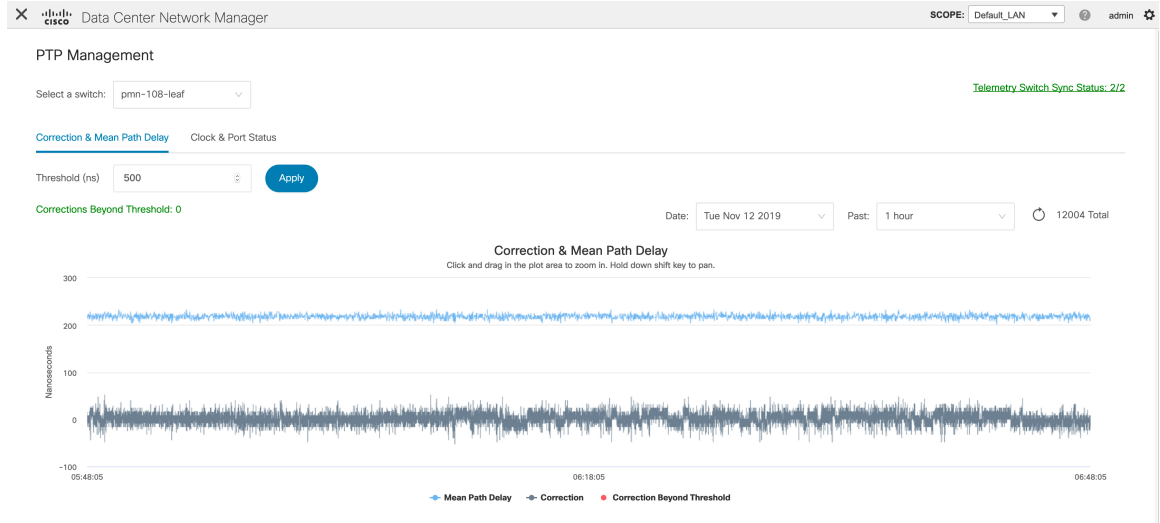 cisco Data Center Network Manager
SCOPE: Default_LAN
admin
PTP Management
Select a switch: pmn-108-leaf
Telemetry Switch Sync Status: 2/2
Correction & Mean Path Delay Clock & Port Status
Threshold (ns) 500 Apply
Corrections Beyond Threshold: 0
Date: Tue Nov 12 2019 Past: 1 hour 12004 Total
Correction & Mean Path Delay
Click and drag in the plot area to zoom in. Hold down shift key to pan.
300
200
100
0
-100
Nanoseconds
05:48:05 06:18:05 06:48:05
Mean Path Delay Correction Correction Beyond Threshold